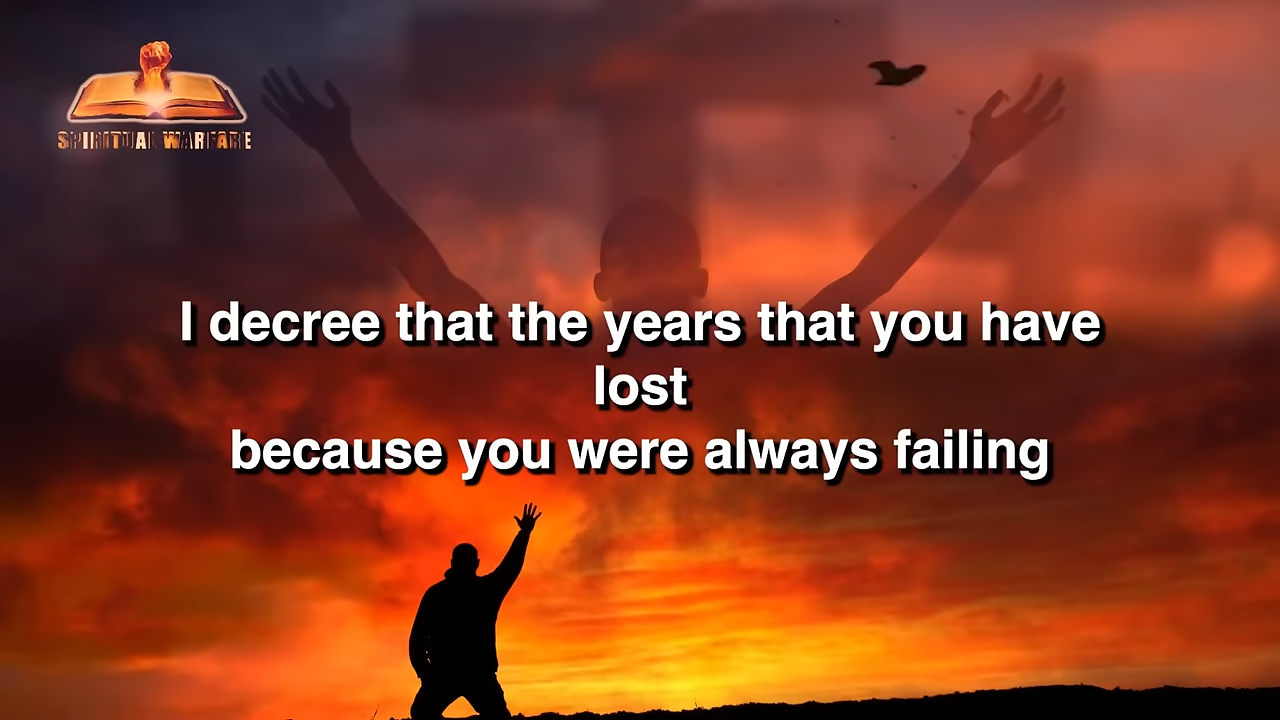 SPIRITUAL WARFARE
I decree that the years that you have
lost
because you were always failing